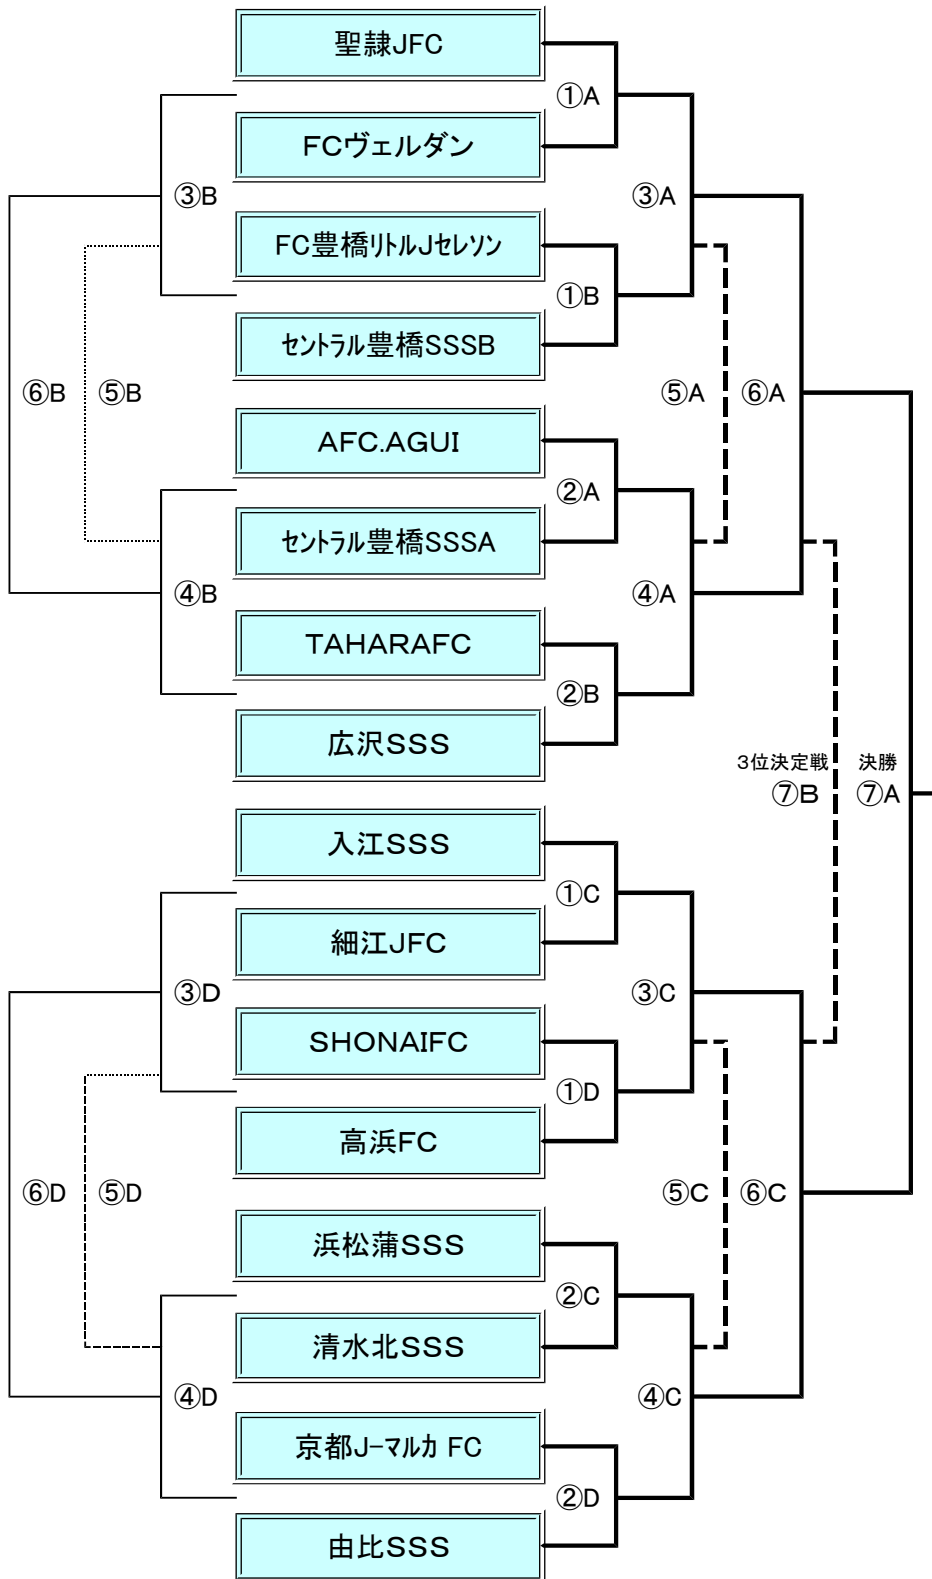 聖隷JFC
①A
FCヴェルダン
③B
③A
FC豊橋ﾘﾄﾙJｾﾚｿﾝ
①B
ｾﾝﾄﾗﾙ豊橋SSSB
⑥B
⑤B
⑤A
⑥A
AFC.AGUI
②A
ｾﾝﾄﾗﾙ豊橋SSSA
④B
④A
TAHARAFC
②B
広沢SSS
3位決定戦
決勝
⑦B
⑦A
入江SSS
①C
細江JFC
③D
③C
SHONAIFC
①D
高浜FC
⑥D
⑤D
⑤C
⑥C
浜松蒲SSS
②C
清水北SSS
④D
④C
京都J-ﾏﾙｶ FC
②D
由比SSS